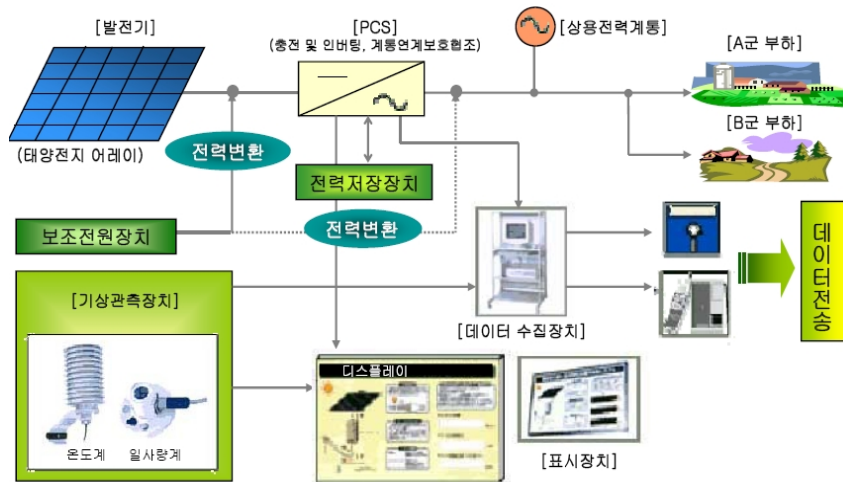 [발전기]
[PCS]
(충전 및 인버팅, 계통연계보호협조)
[상용전력계통]
[A군 부하]
[B군 부하]
(태양전지 어레이)
전력변환
전력저장장치
보조전원장치
전력변환
데이터전송
[기상관측장치]
[데이터 수집장치]
디스플레이
온도계
일사량계
[표시장치]